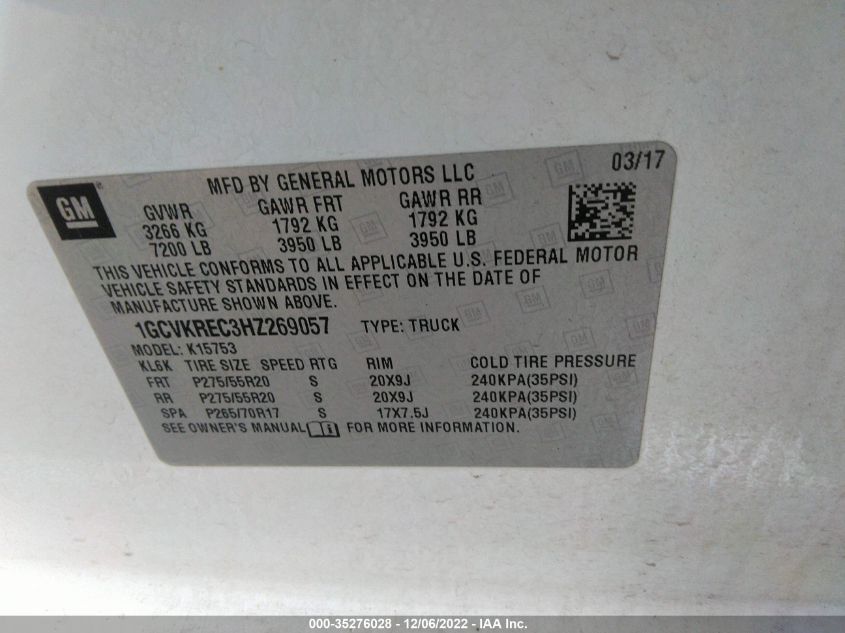 GM
MFD BY GENERAL MOTORS LLC 03/17
GVWR GAWR FRT GAWR RR
3266 KG 1792 KG 1792 KG
7200 LB 3950 LB 3950 LB
THIS VEHICLE CONFORMS TO ALL APPLICABLE U.S. FEDERAL MOTOR
VEHICLE SAFETY STANDARDS IN EFFECT ON THE DATE OF
MANUFACTURE SHOWN ABOVE.
1GCVKREC3HZ269057 TYPE: TRUCK
MODEL: K15753
KL6K TIRE SIZE SPEED RTG RIM COLD TIRE PRESSURE
FRT P275/55R20 S 20X9J 240KPA(35PSI)
RR P275/55R20 S 20X9J 240KPA(35PSI)
SPA P265/70R17 S 17X7.5J 240KPA(35PSI)
SEE OWNER'S MANUAL FOR MORE INFORMATION.
000-35276028 - 12/06/2022 - IAA Inc.